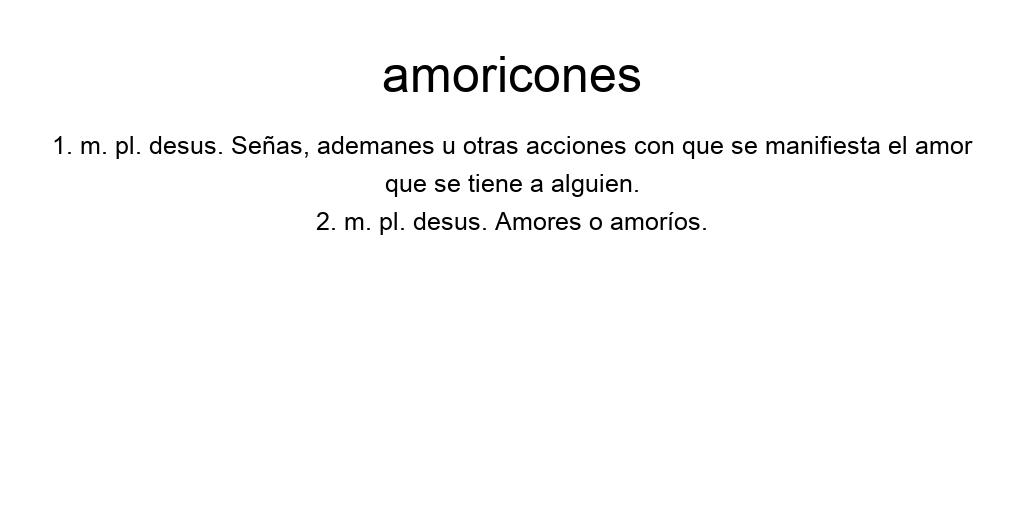 amoricones
1. m. pl. desus. Señas, ademanes u otras acciones con que se manifiesta el amor
que se tiene a alguien.
2. m. pl. desus. Amores o amoríos.